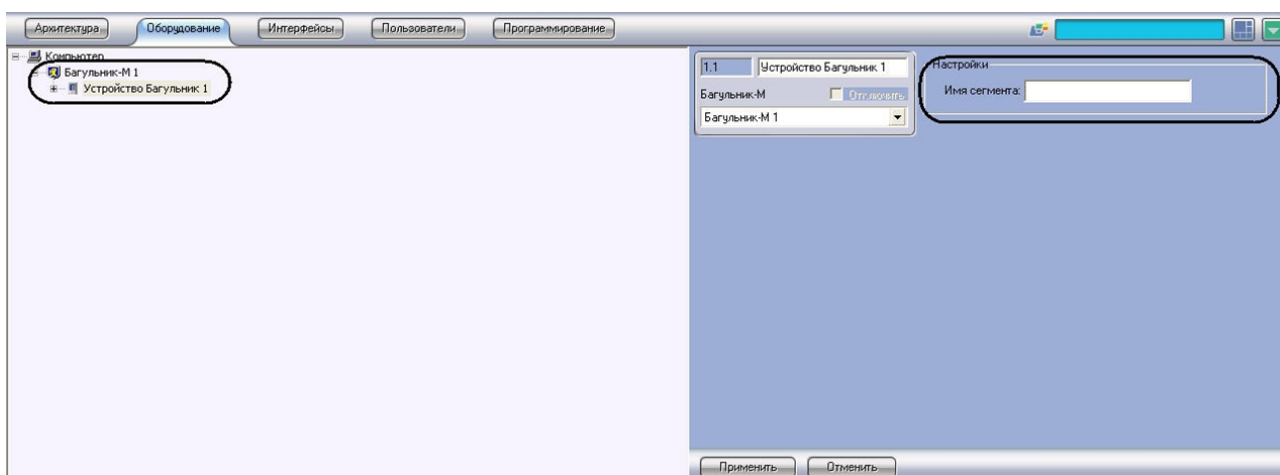 Архитектура Оборудование Интерфейсы Пользователи Программирование
Компьютер
Багульник-М 1
Устройство Багульник 1
1.1 Устройство Багульник 1
Багульник-М Отключить
Багульник-М 1
Настройки
Имя сегмента:
Применить Отменить